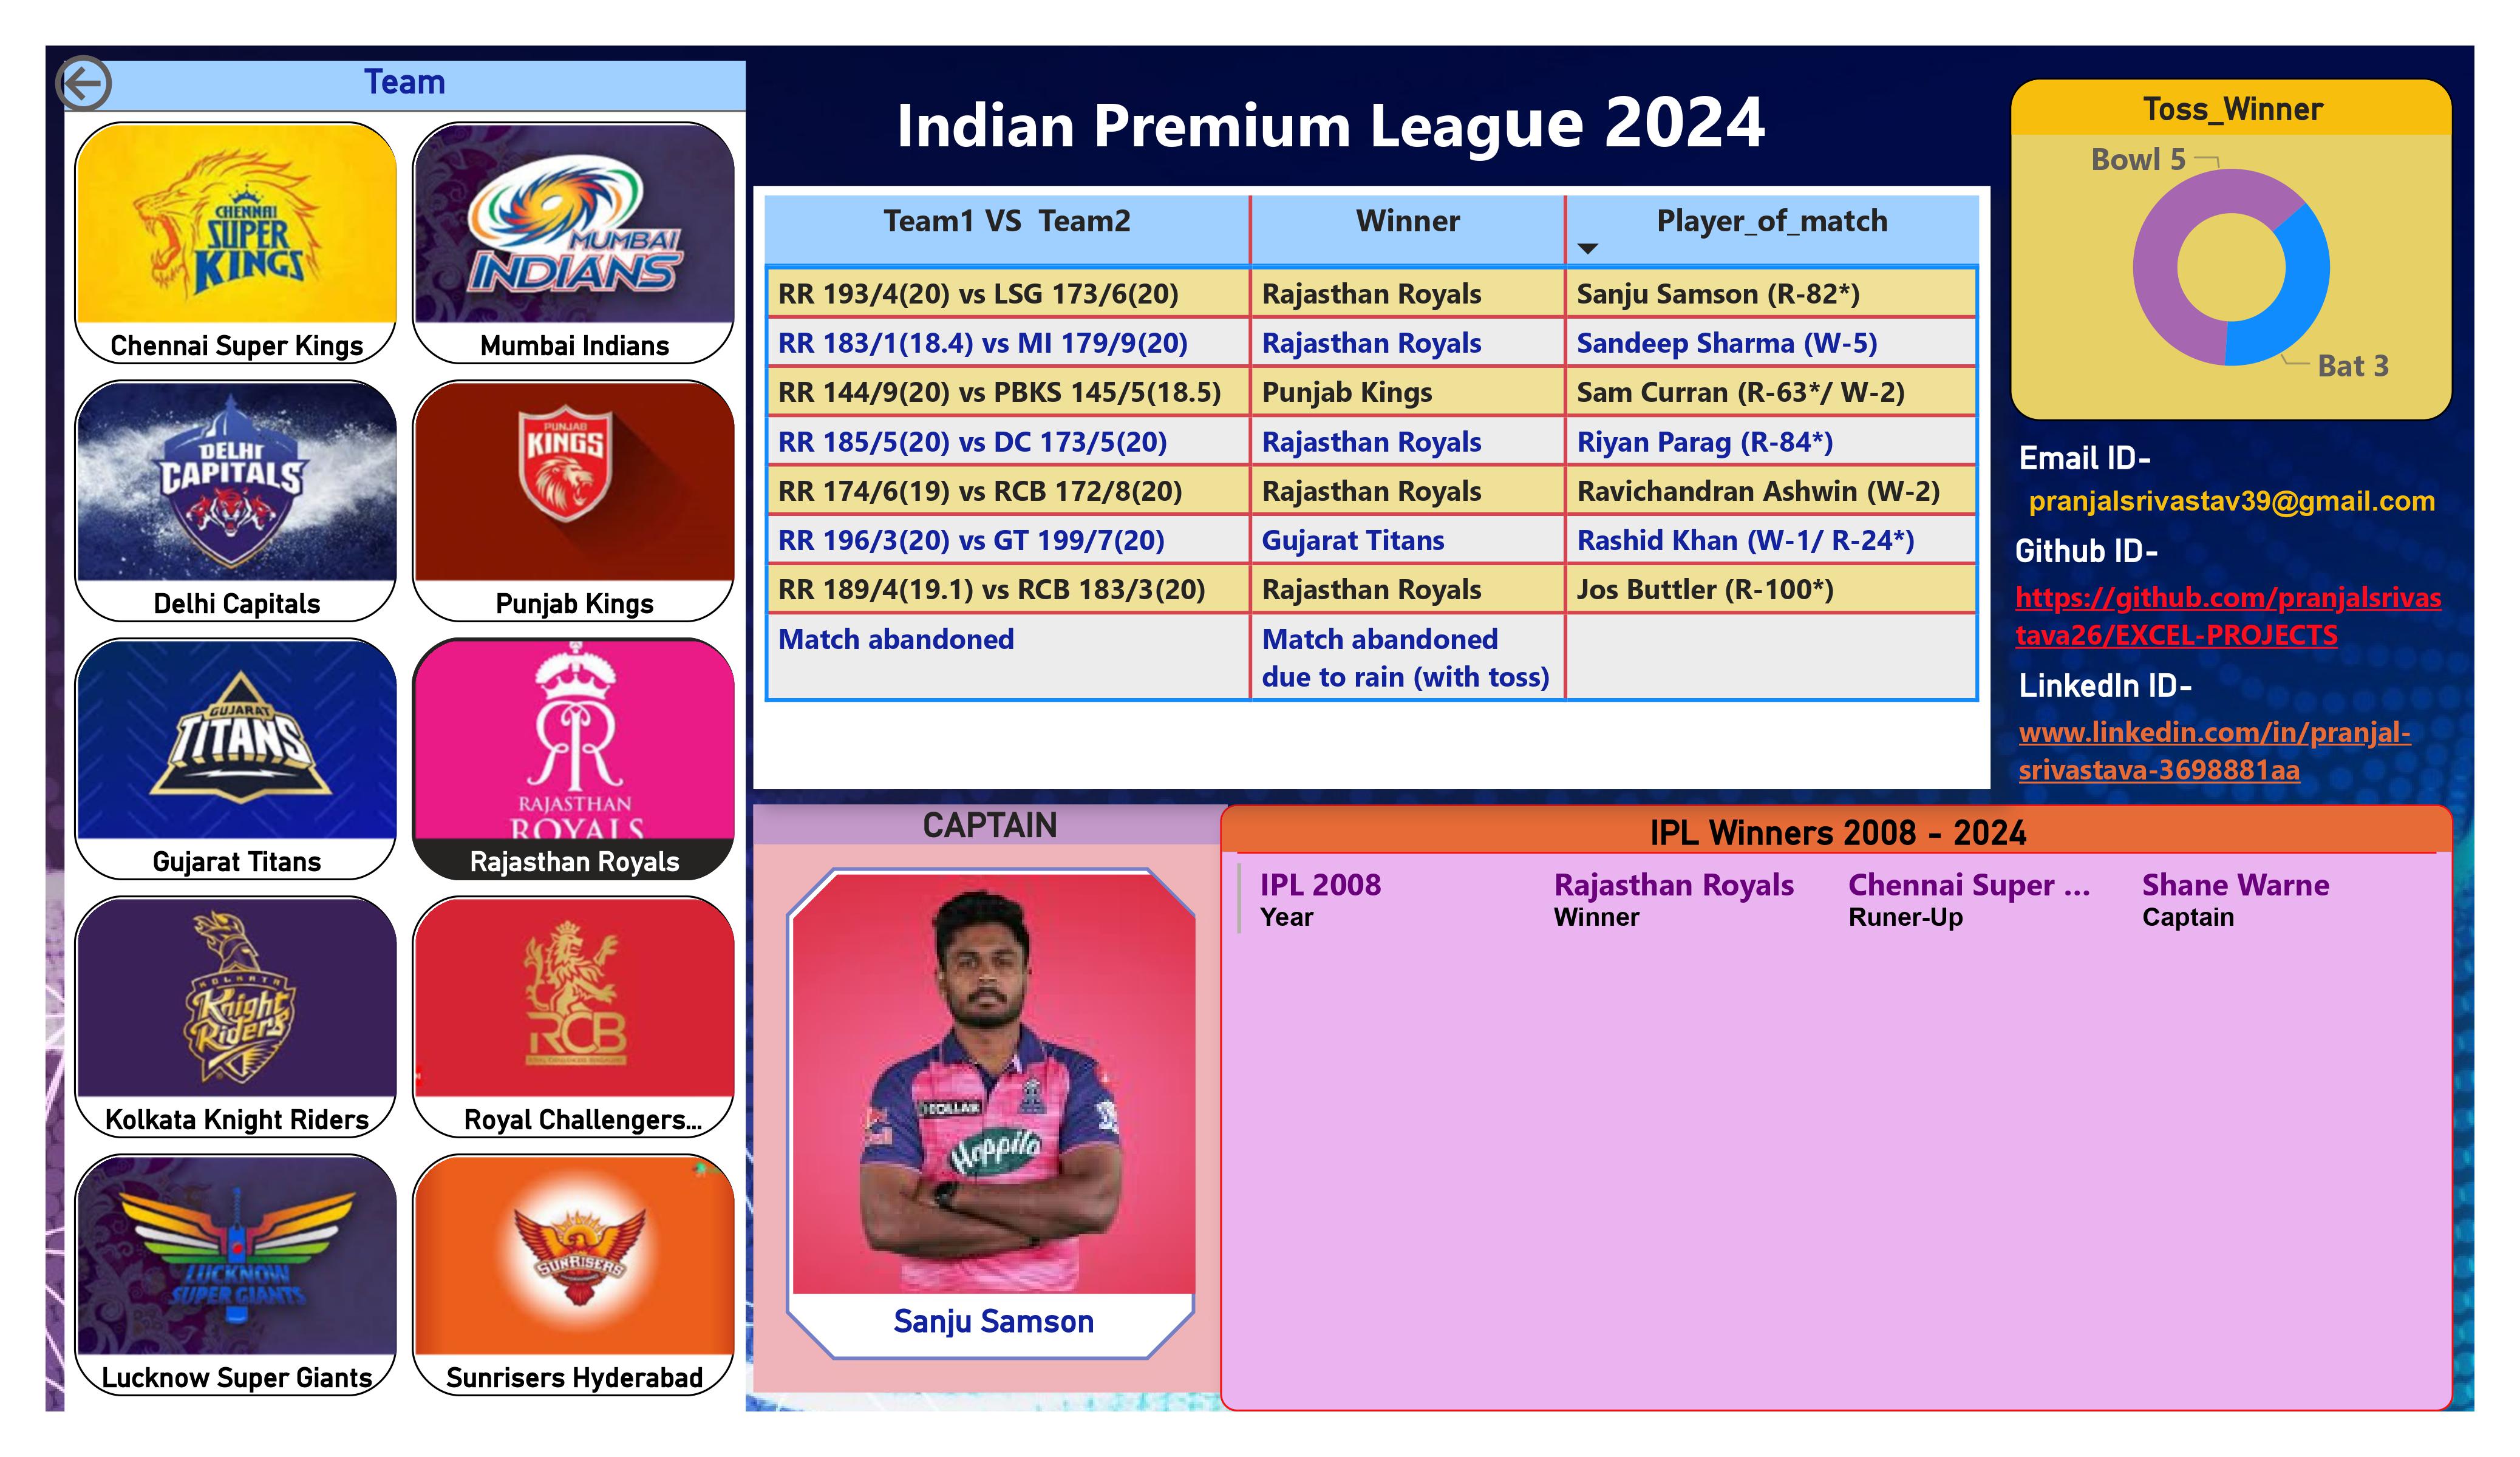 Team
CHENNAI
SUPER
KINGS
Chennai Super Kings
MUMBAI
INDIANS
Mumbai Indians
DELHI
CAPITALS
Delhi Capitals
PUNJAB
KINGS
Punjab Kings
GUJARAT
TITANS
Gujarat Titans
RAJASTHAN
ROYALS
Rajasthan Royals
KOLKATA
Knight
Riders
Kolkata Knight Riders
RCB
Royal Challengers...
LUCKNOW
SUPER GIANTS
Lucknow Super Giants
SUNRISERS
Sunrisers Hyderabad
Indian Premium League 2024
Team1 VS  Team2 Winner Player_of_match
RR 193/4(20) vs LSG 173/6(20) Rajasthan Royals Sanju Samson (R-82*)
RR 183/1(18.4) vs MI 179/9(20) Rajasthan Royals Sandeep Sharma (W-5)
RR 144/9(20) vs PBKS 145/5(18.5) Punjab Kings Sam Curran (R-63*/ W-2)
RR 185/5(20) vs DC 173/5(20) Rajasthan Royals Riyan Parag (R-84*)
RR 174/6(19) vs RCB 172/8(20) Rajasthan Royals Ravichandran Ashwin (W-2)
RR 196/3(20) vs GT 199/7(20) Gujarat Titans Rashid Khan (W-1/ R-24*)
RR 189/4(19.1) vs RCB 183/3(20) Rajasthan Royals Jos Buttler (R-100*)
Match abandoned Match abandoned
due to rain (with toss)
Toss_Winner
Bowl 5
Bat 3
Email ID-
pranjalsrivastav39@gmail.com
Github ID-
https://github.com/pranjalsrivas
tava26/EXCEL-PROJECTS
LinkedIn ID-
www.linkedin.com/in/pranjal-
srivastava-3698881aa
CAPTAIN
DOLLAR
Happilo
Sanju Samson
IPL Winners 2008 - 2024
IPL 2008 Rajasthan Royals Chennai Super ... Shane Warne
Year Winner Runer-Up Captain